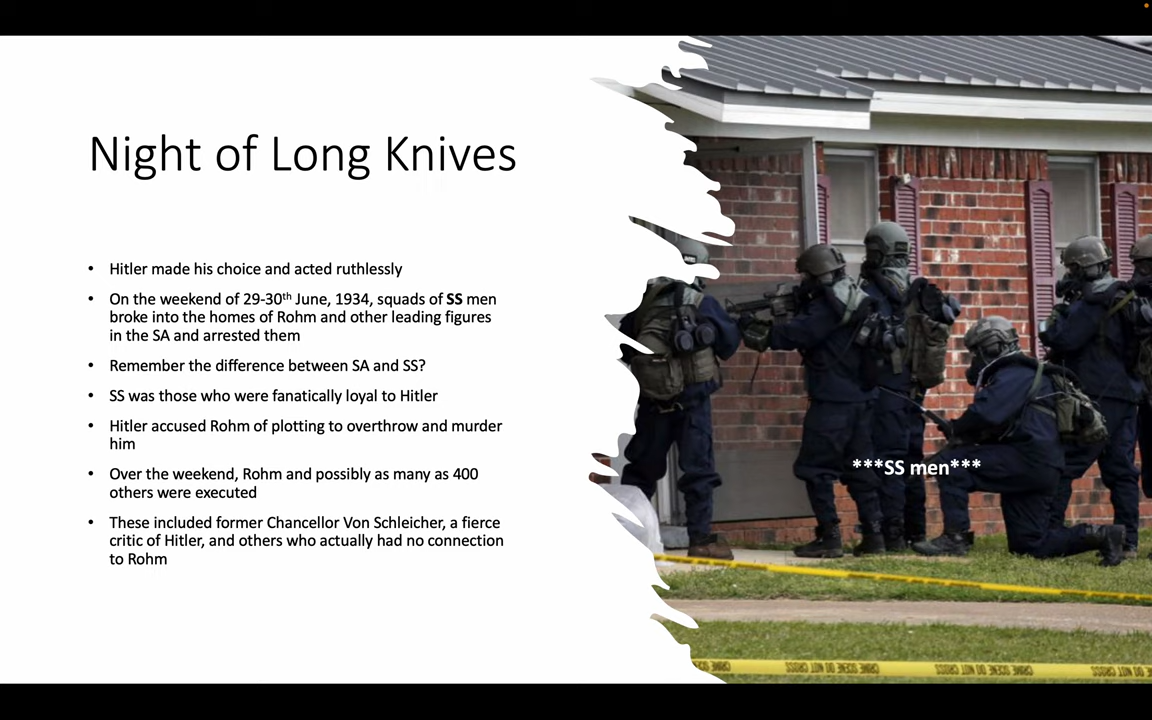 Night of Long Knives
• Hitler made his choice and acted ruthlessly
• On the weekend of 29-30th June, 1934, squads of SS men
broke into the homes of Rohm and other leading figures
in the SA and arrested them
• Remember the difference between SA and SS?
• SS was those who were fanatically loyal to Hitler
• Hitler accused Rohm of plotting to overthrow and murder
him
• Over the weekend, Rohm and possibly as many as 400
others were executed
• These included former Chancellor Von Schleicher, a fierce
critic of Hitler, and others who actually had no connection
to Rohm
***SS men***
CRIME SCENE DO NOT CROSS